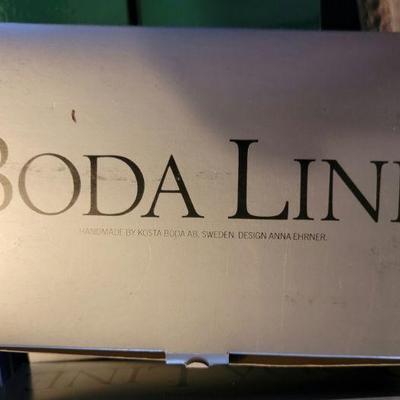 BODA LIN
HANDMADE BY KOSTA BODA AB, SWEDEN. DESIGN ANNA EHRNER.